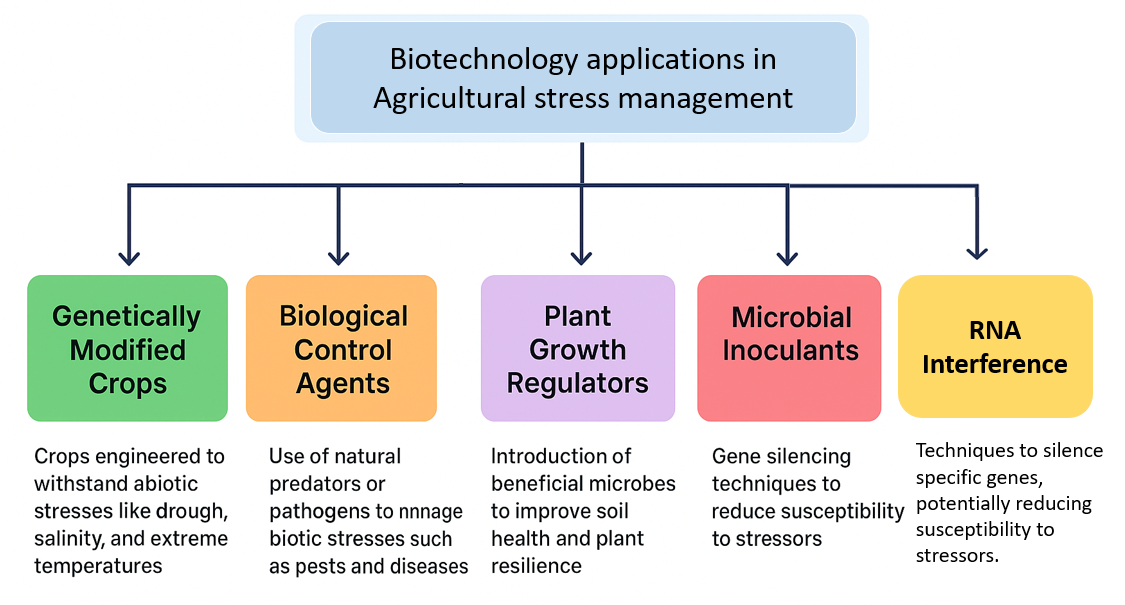 Biotechnology applications in
Agricultural stress management
Genetically
Modified
Crops
Biological
Control
Agents
Plant
Growth
Regulators
Microbial
Inoculants
RNA
Interference
Crops engineered to
withstand abiotic
stresses like drough,
salinity, and extreme
temperatures
Use of natural
predators or
pathogens to nnnage
biotic stresses such
as pests and diseases
Introduction of
beneficial microbes
to improve soil
health and plant
resilience
Gene silencing
techniques to
reduce susceptibility
to stressors
Techniques to silence
specific genes,
potentially reducing
susceptibility to
stressors.